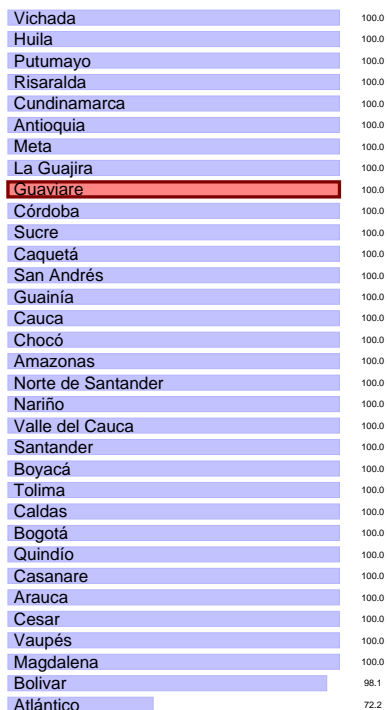 Vichada 100.0
Huila 100.0
Putumayo 100.0
Risaralda 100.0
Cundinamarca 100.0
Antioquia 100.0
Meta 100.0
La Guajira 100.0
Guaviare 100.0
Córdoba 100.0
Sucre 100.0
Caquetá 100.0
San Andrés 100.0
Guainía 100.0
Cauca 100.0
Chocó 100.0
Amazonas 100.0
Norte de Santander 100.0
Nariño 100.0
Valle del Cauca 100.0
Santander 100.0
Boyacá 100.0
Tolima 100.0
Caldas 100.0
Bogotá 100.0
Quindío 100.0
Casanare 100.0
Arauca 100.0
Cesar 100.0
Vaupés 100.0
Magdalena 100.0
Bolivar 98.1
Atlántico 72.2